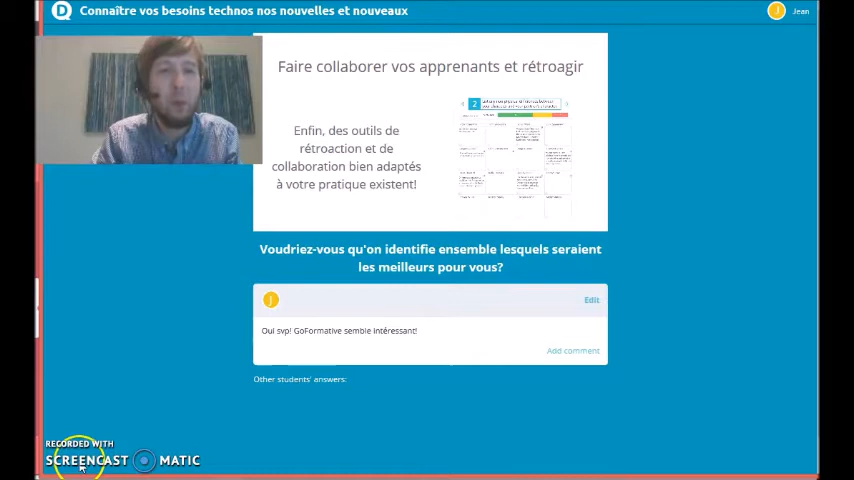 Connaître vos besoins technos nos nouvelles et nouveaux
J
Jean
Faire collaborer vos apprenants et rétroagir
2
Enfin, des outils de
rétroaction et de
collaboration bien adaptés
à votre pratique existent!
Voudriez-vous qu'on identifie ensemble lesquels seraient
les meilleurs pour vous?
J
Edit
Oui svp! GoFormative semble intéressant!
Add comment
Other students' answers:
RECORDED WITH
SCREENCAST MATIC